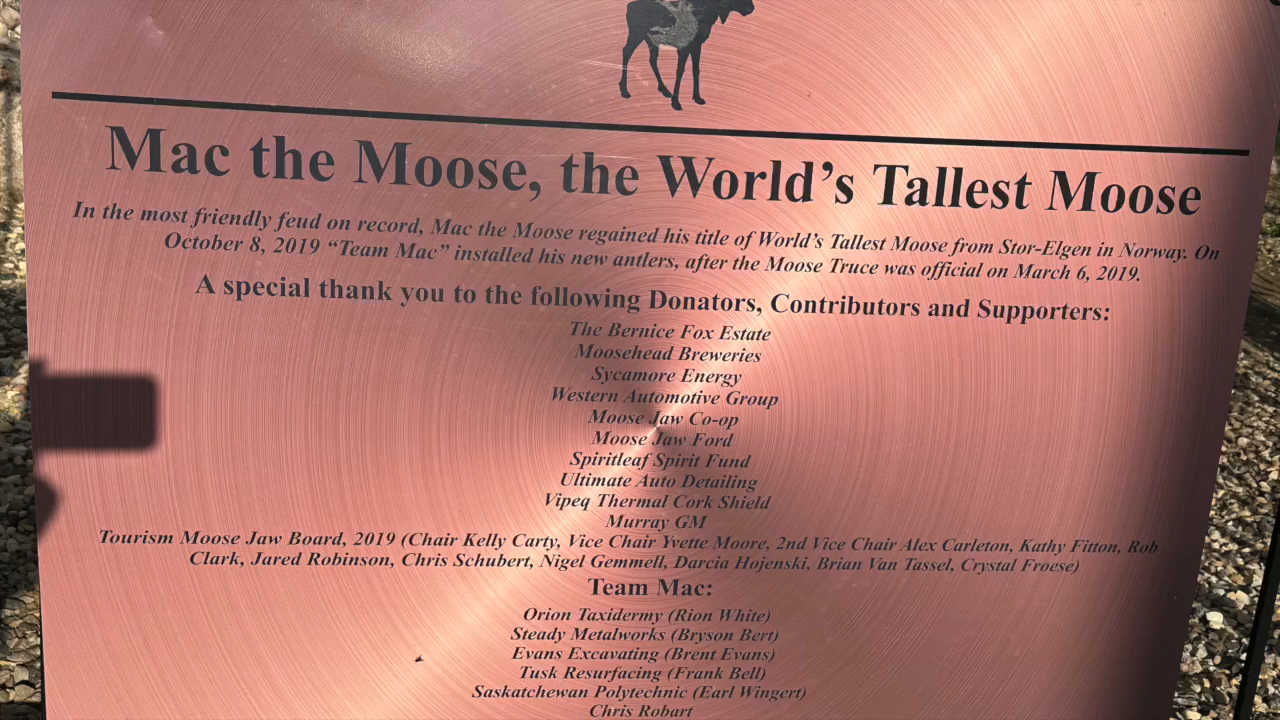 Mac the Moose, the World's Tallest Moose
In the most friendly feud on record, Mac the Moose regained his title of World's Tallest Moose from Stor-Elgen in Norway. On
October 8, 2019 “Team Mac” installed his new antlers, after the Moose Truce was official on March 6, 2019.
A special thank you to the following Donators, Contributors and Supporters:
The Bernice Fox Estate
Moosehead Breweries
Sycamore Energy
Western Automotive Group
Moose Jaw Co-op
Moose Jaw Ford
Spiritleaf Spirit Fund
Ultimate Auto Detailing
Vipeq Thermal Cork Shield
Murray GM
Tourism Moose Jaw Board, 2019 (Chair Kelly Carty, Vice Chair Yvette Moore, 2nd Vice Chair Alex Carleton, Kathy Fitton, Rob
Clark, Jared Robinson, Chris Schubert, Nigel Gemmell, Darcia Hojenski, Brian Van Tassel, Crystal Froese)
Team Mac:
Orion Taxidermy (Rion White)
Steady Metalworks (Bryson Bert)
Evans Excavating (Brent Evans)
Tusk Resurfacing (Frank Bell)
Saskatchewan Polytechnic (Earl Wingert)
Chris Robart